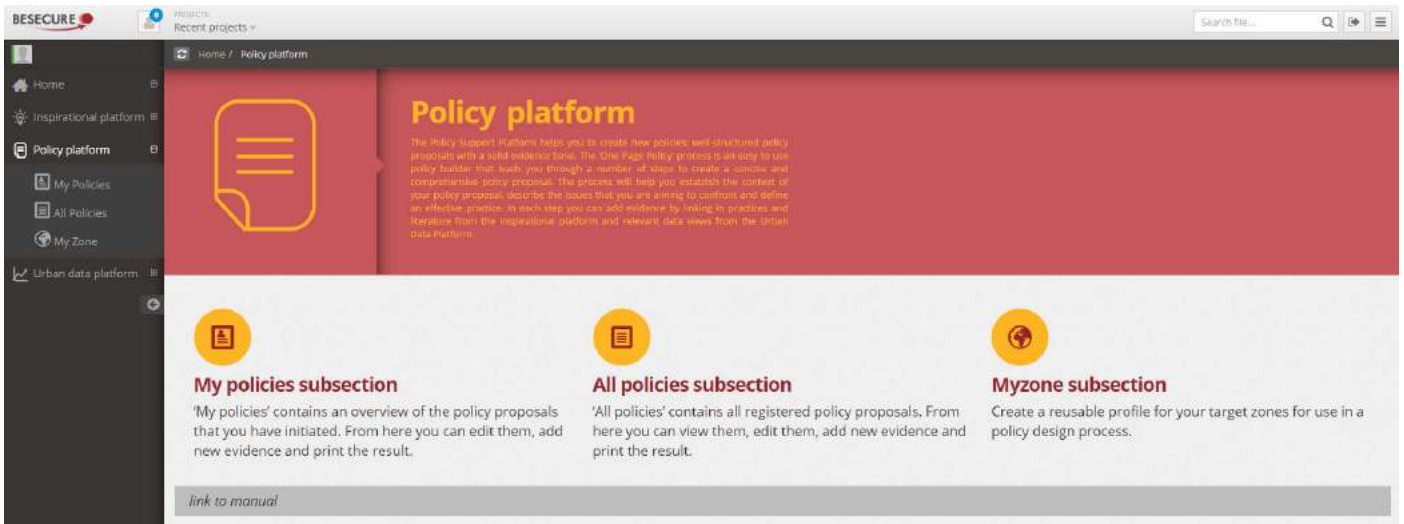 BESECURE
0
PROJECTS:
Recent projects
Search file...
Home / Policy platform
Home
Inspirational platform
Policy platform
My Policies
All Policies
My Zone
Urban data platform
Policy platform
The Policy Support Platform helps you to create new policies; well-structured policy
proposals with a solid evidence base. The 'One Page Policy' process is an easy to use
policy builder that leads you through a number of steps to create a concise and
comprehensive policy proposal. The process will help you establish the context of
your policy proposal, describe the issues that you are aiming to confront and define
an effective practice. In each step you can add evidence by linking in practices and
literature from the inspirational platform and relevant data views from the Urban
Data Platform.
My policies subsection
'My policies' contains an overview of the policy proposals
that you have initiated. From here you can edit them, add
new evidence and print the result.
All policies subsection
'All policies' contains all registered policy proposals. From
here you can view them, edit them, add new evidence and
print the result.
Myzone subsection
Create a reusable profile for your target zones for use in a
policy design process.
link to manual